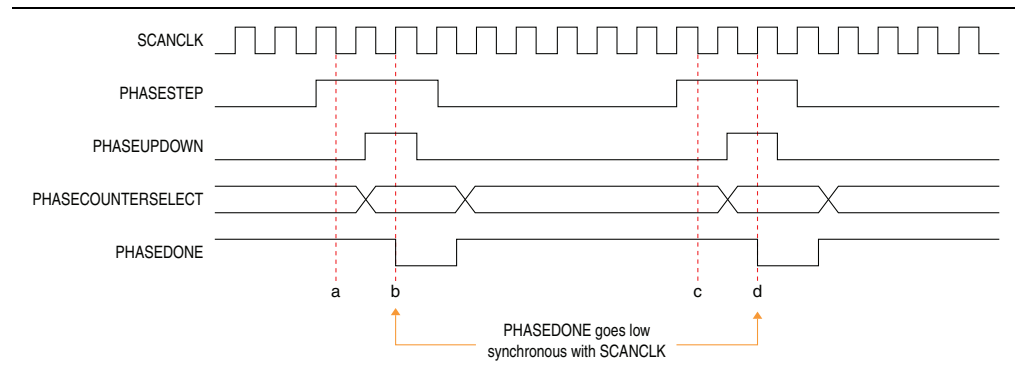 SCANCLK
PHASESTEP
PHASEUPDOWN
PHASECOUNTERSELECT
PHASEDONE
a b c d
PHASEDONE goes low
synchronous with SCANCLK